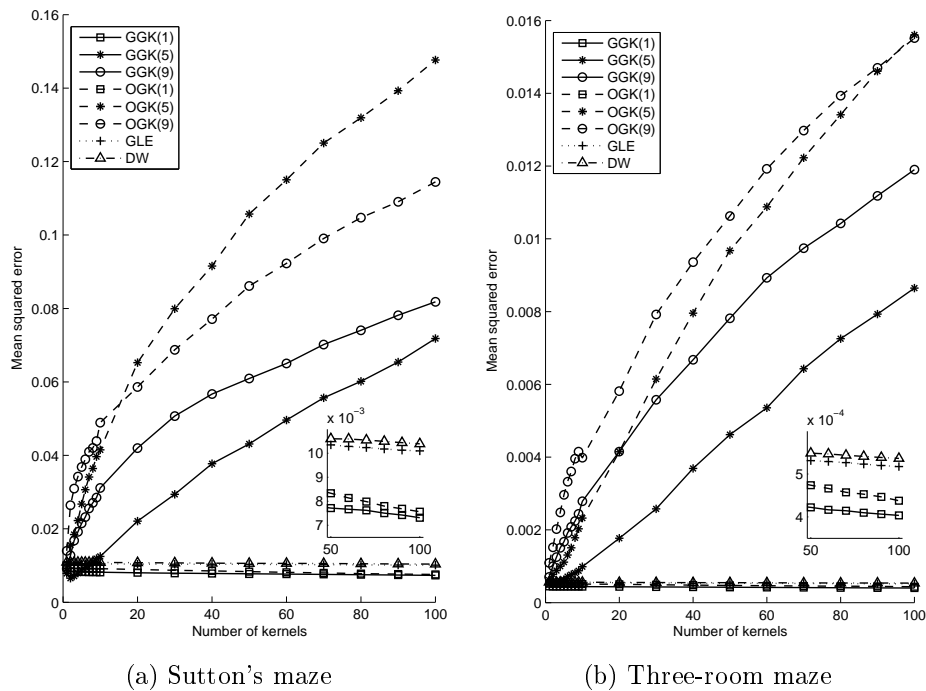 0.16
0.14
0.12
0.1
0.08
0.06
0.04
0.02
0
Mean squared error
GGK(1)
GGK(5)
GGK(9)
OGK(1)
OGK(5)
OGK(9)
GLE
DW
x 10⁻³
10
9
8
7
50 100
0 20 40 60 80 100
Number of kernels
(a) Sutton's maze
0.016
0.014
0.012
0.01
0.008
0.006
0.004
0.002
0
Mean squared error
GGK(1)
GGK(5)
GGK(9)
OGK(1)
OGK(5)
OGK(9)
GLE
DW
x 10⁻⁴
5
4
50 100
0 20 40 60 80 100
Number of kernels
(b) Three-room maze